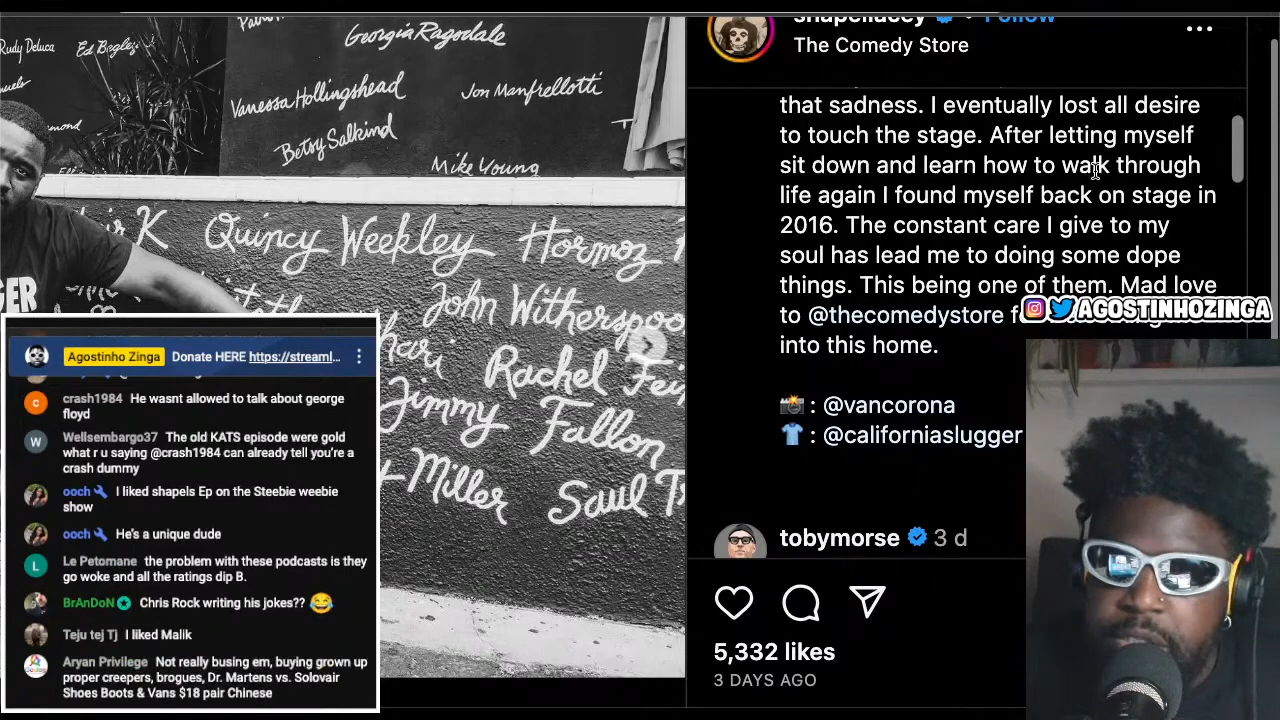 Rudy Deluca
Ed Begley
Georgia Ragsdale
Vanessa Hollingshead
Jon Manfrellotti
Betsy Salkind
Mike Young
K
Quincy Weekley
Hormoz
John Witherspoo
Rachel Fei
Jimmy Fallon
Miller
Saul T
GER
shapellacey
Follow
The Comedy Store
that sadness. I eventually lost all desire
to touch the stage. After letting myself
sit down and learn how to walk through
life again I found myself back on stage in
2016. The constant care I give to my
soul has lead me to doing some dope
things. This being one of them. Mad love
to @thecomedystore
into this home.
📸 : @vancorona
👕 : @californiaslugger
tobymorse 3 d
5,332 likes
3 DAYS AGO
AGOSTINHOZINGA
Agostinho Zinga Donate HERE https://streaml...
crash1984 He wasnt allowed to talk about george
floyd
Wellsembargo37 The old KATS episode were gold
what r u saying @crash1984 can already tell you're a
crash dummy
ooch I liked shapels Ep on the Steebie weebie
show
ooch He's a unique dude
Le Petomane the problem with these podcasts is they
go woke and all the ratings dip B.
BrAnDoN Chris Rock writing his jokes?? 😂
Teju tej Tj I liked Malik
Aryan Privilege Not really busing em, buying grown up
proper creepers, brogues, Dr. Martens vs. Solovair
Shoes Boots & Vans $18 pair Chinese